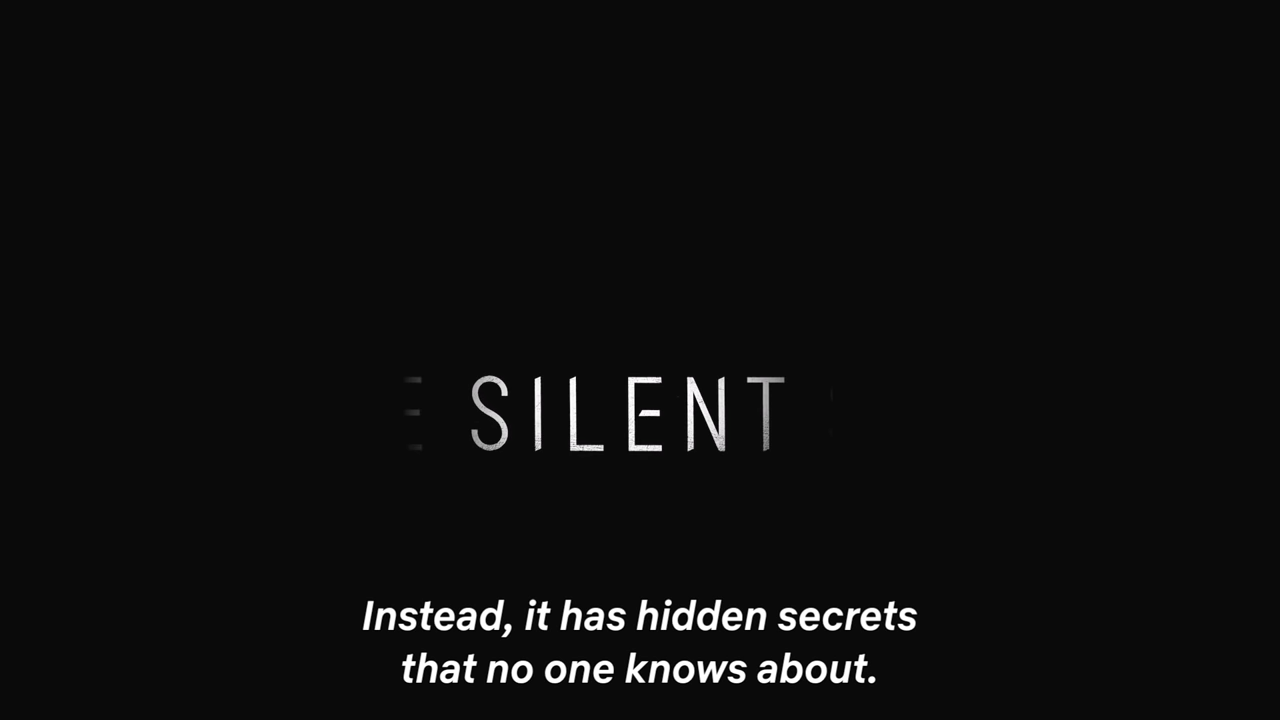 SILENT
Instead, it has hidden secrets
that no one knows about.